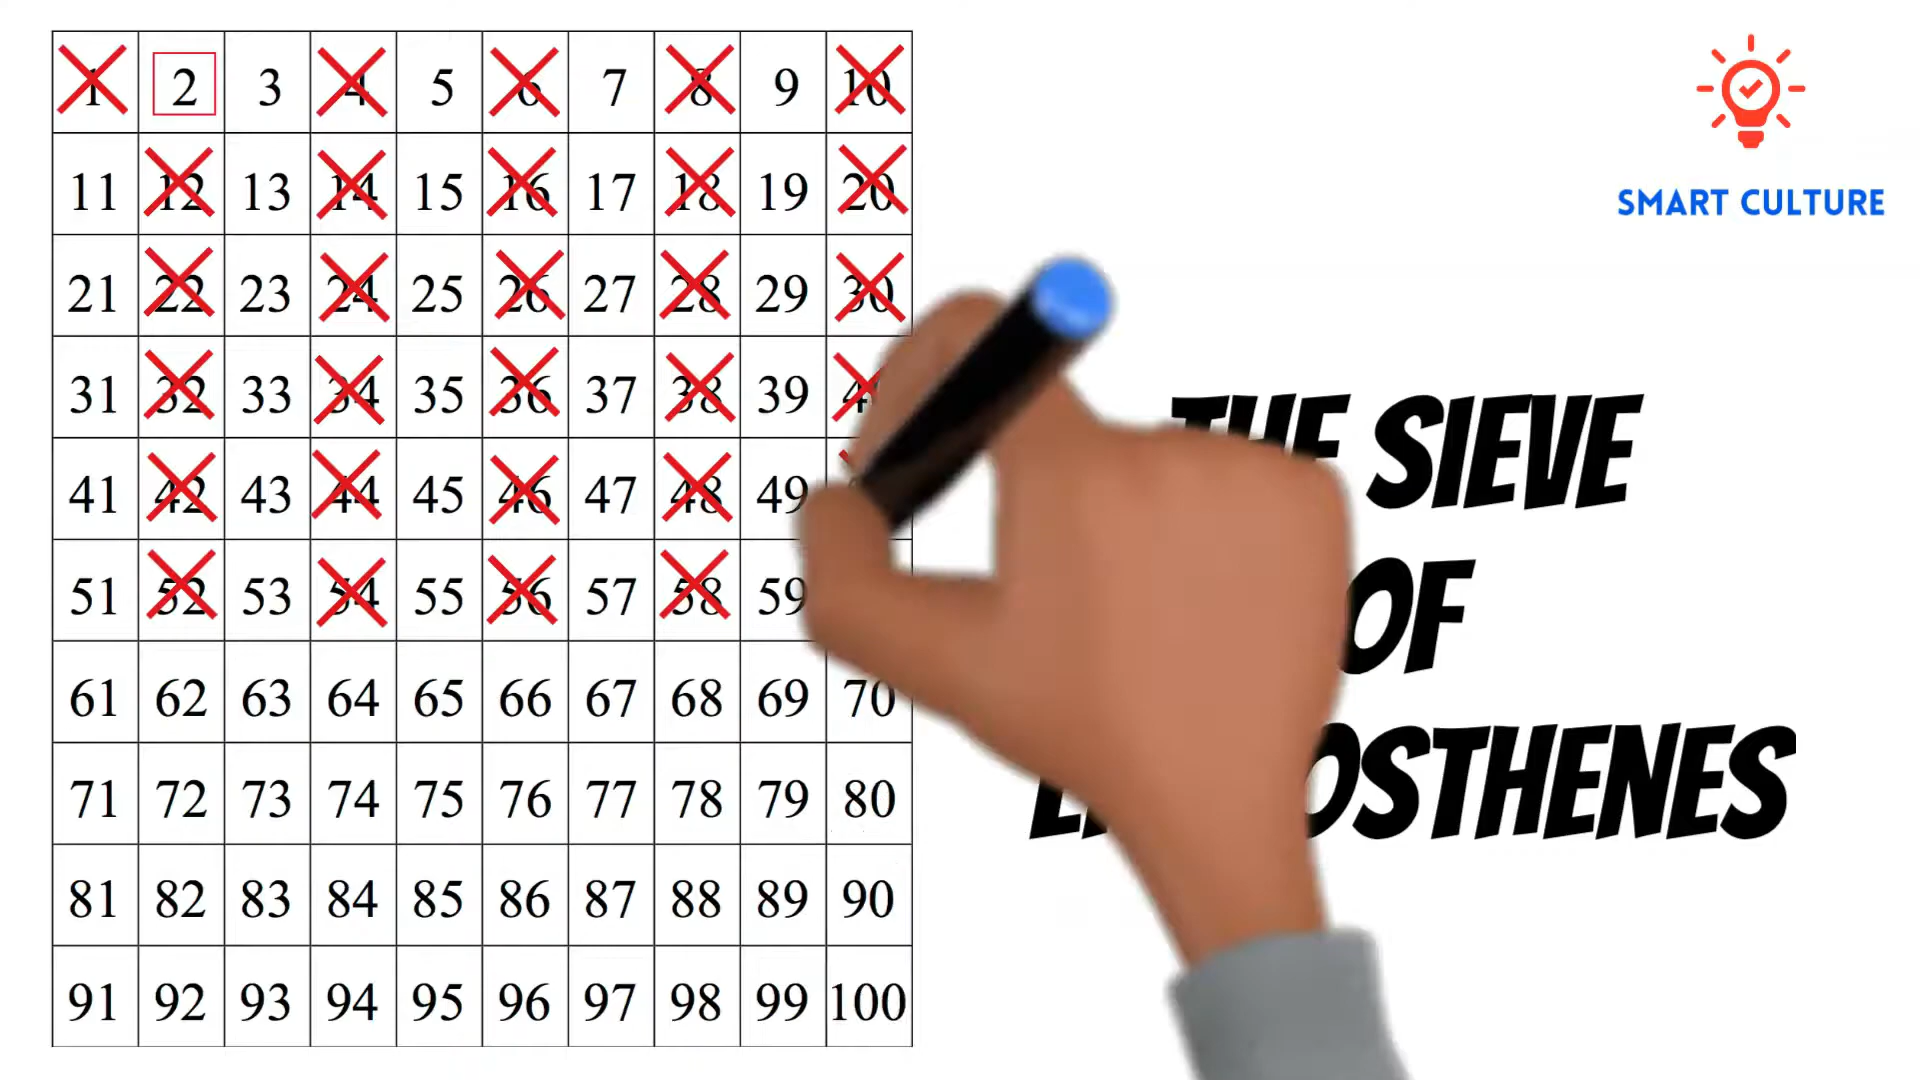 1 2 3 4 5 6 7 8 9 10
11 12 13 14 15 16 17 18 19 20
21 22 23 24 25 26 27 28 29 30
31 32 33 34 35 36 37 38 39
41 42 43 44 45 46 47 48 49
51 52 53 54 55 56 57 58 59
61 62 63 64 65 66 67 68 69 70
71 72 73 74 75 76 77 78 79 80
81 82 83 84 85 86 87 88 89 90
91 92 93 94 95 96 97 98 99 100
SMART CULTURE
THE SIEVE
OF